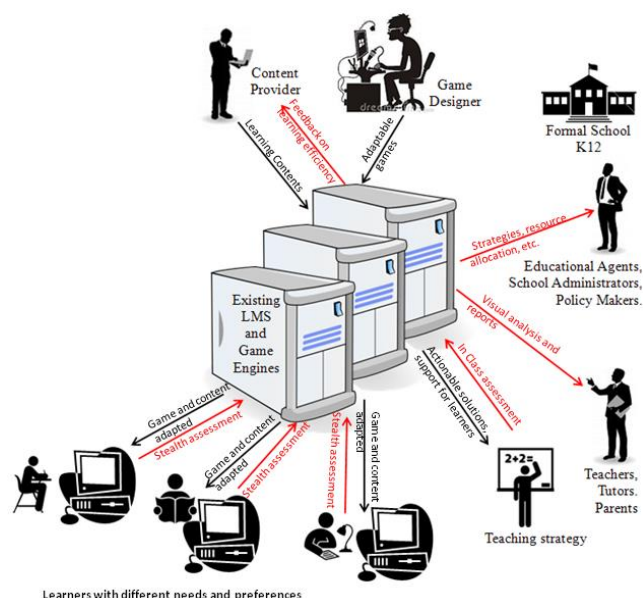 Content
Provider
Game
Designer
Formal School
K12
Feedback on
learning efficiency
Learning Contents
Adaptable
games
Strategies, resource
allocation, etc.
Educational Agents,
School Administrators,
Policy Makers.
Existing
LMS
and
Game
Engines
Visual analysis and
reports
In Class assessment
Actionable solutions,
support for learners
Game and content
adapted
Stealth assessment
Game and content
adapted
Stealth assessment
Stealth assessment
Game and content
adapted
2+2=
Teachers,
Tutors.
Parents
Teaching strategy
Learners with different needs and preferences